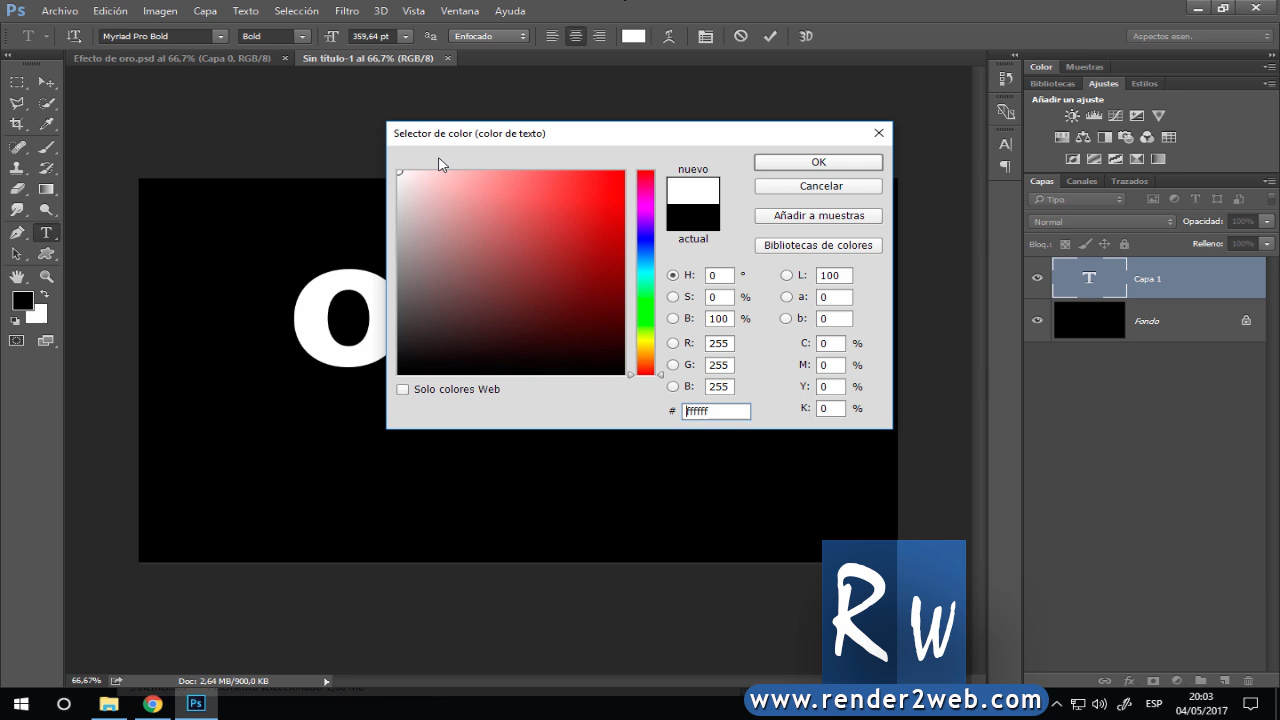 Ps Archivo Edición Imagen Capa Texto Selección Filtro 3D Vista Ventana Ayuda
T Myriad Pro Bold Bold 359,64 pt Enfocado 3D Aspectos esen.
Efecto de oro.psd al 66,7% (Capa 0, RGB/8) × Sin título-1 al 66,7% (RGB/8) ×
Color Muestras
Bibliotecas Ajustes Estilos
Añadir un ajuste
Capas Canales Trazados
Tipo
Normal Opacidad: 100%
Bloq.: Relleno: 100%
T Capa 1
Fondo
Selector de color (color de texto)
nuevo
actual
OK
Cancelar
Añadir a muestras
Bibliotecas de colores
H: 0 ° L: 100
S: 0 % a: 0
B: 100 % b: 0
R: 255 C: 0 %
G: 255 M: 0 %
B: 255 Y: 0 %
# ffffff K: 0 %
Solo colores Web
o
66,67% Doc: 2,64 MB/900,0 KB
Rw
www.render2web.com
Ps
ESP
20:03
04/05/2017